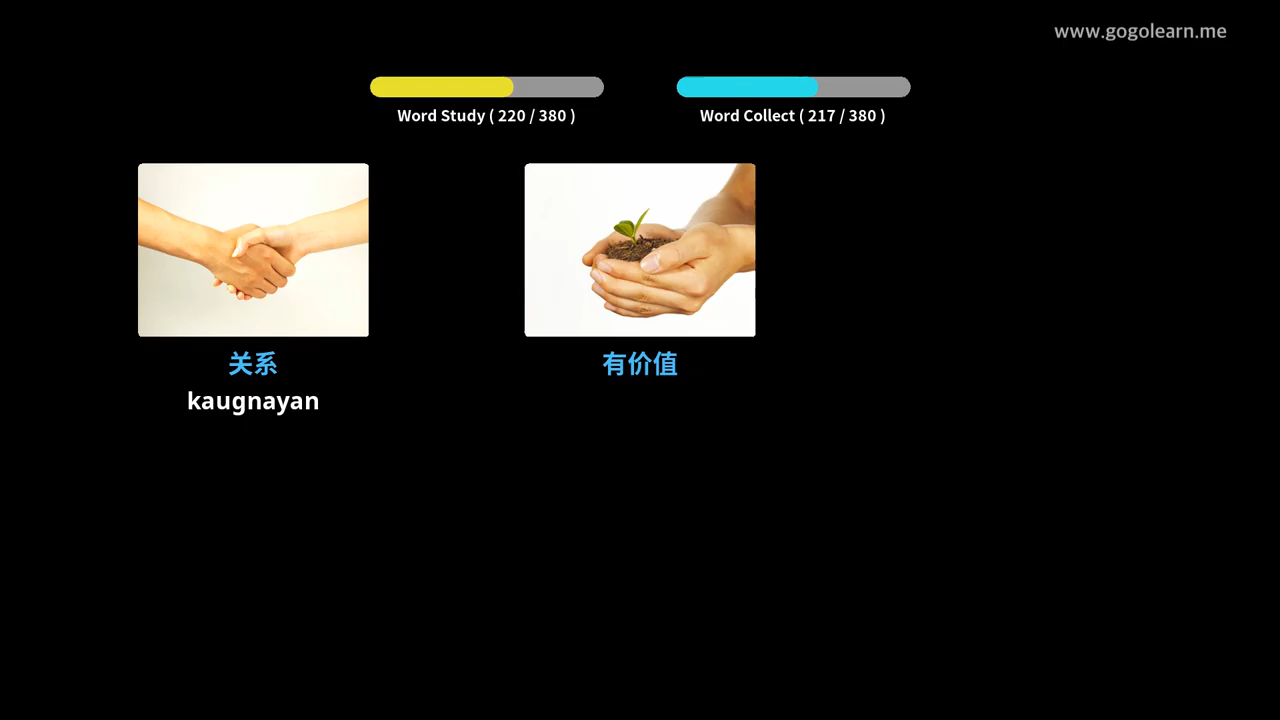 www.gogolearn.me
Word Study ( 220 / 380 )
Word Collect ( 217 / 380 )
关系
kaugnayan
有价值